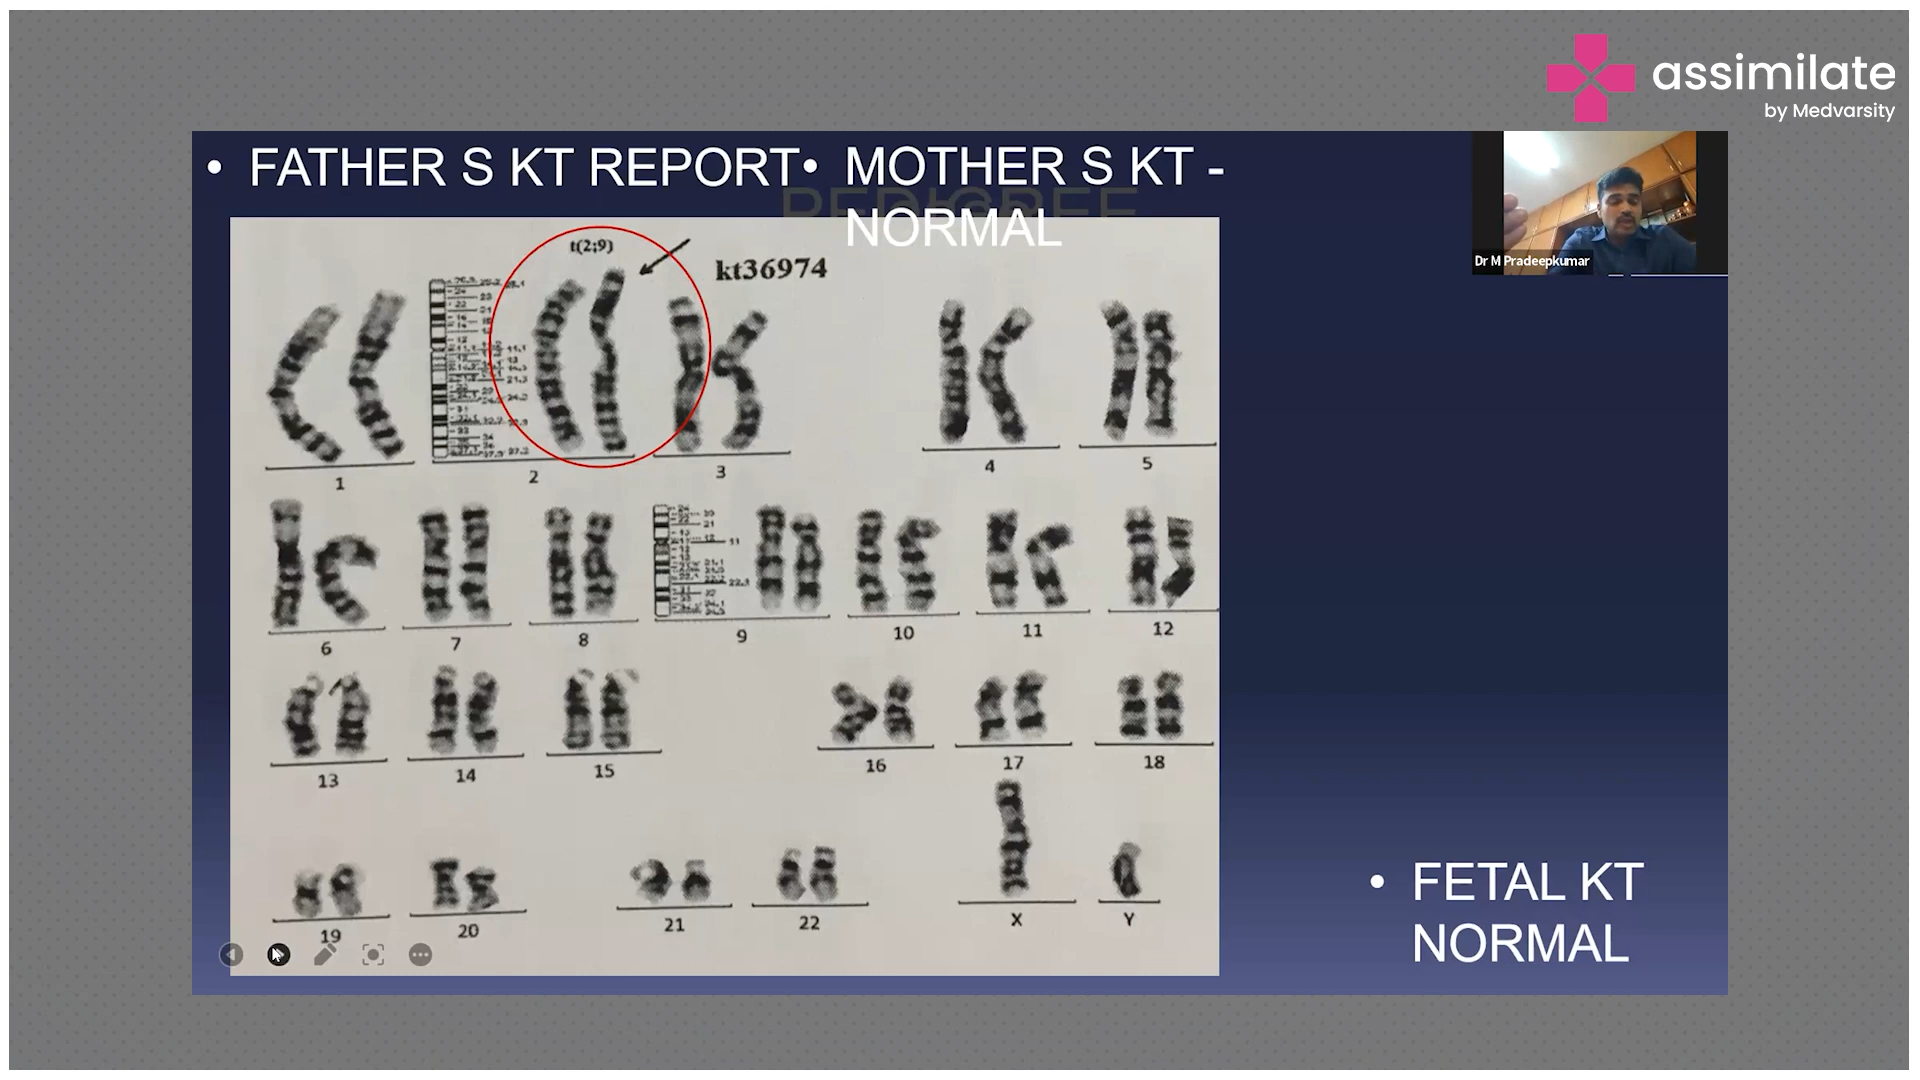 assimilate
by Medvarsity
• FATHER S KT REPORT
• MOTHER S KT -
NORMAL
PEDIGREE
Dr M Pradeepkumar
t(2;9)
kt36974
1
2
3
4
5
6
7
8
9
10
11
12
13
14
15
16
17
18
19
20
21
22
X
Y
• FETAL KT
NORMAL